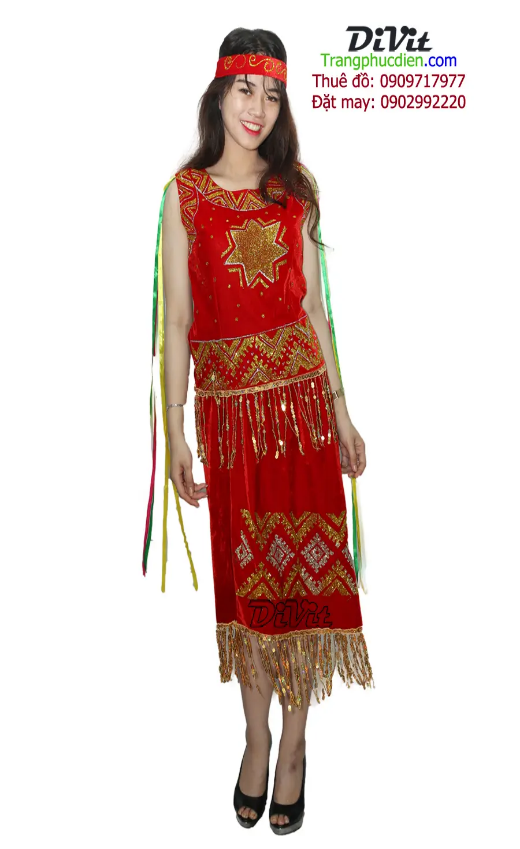 DiVit
Trangphucdien.com
Thuê đồ: 0909717977
Đặt may: 0902992220
DiVit